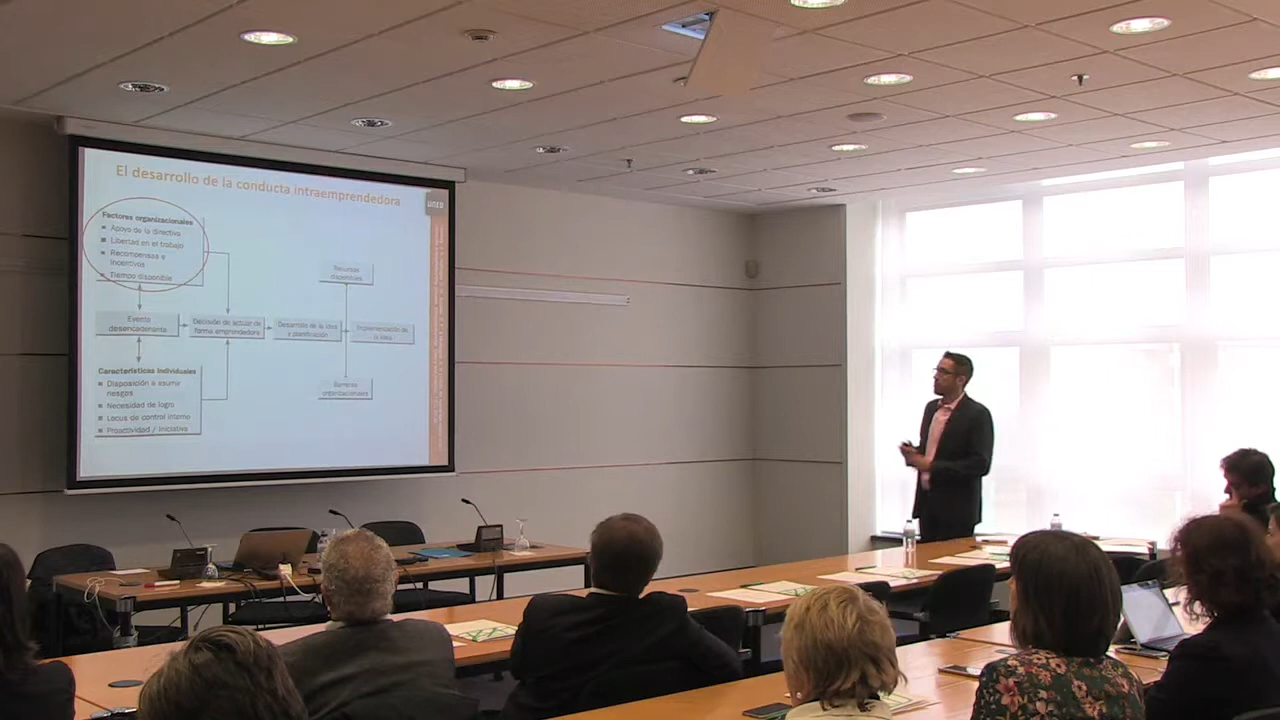 El desarrollo de la conducta intraemprendedora
UNED
Factores organizacionales
Apoyo de la directiva
Libertad en el trabajo
Recompensas e
incentivos
Tiempo disponible
Recursos
disponibles
Evento
desencadenante
Decisión de actuar de
forma emprendedora
Desarrollo de la idea
y planificación
Implementación de
la idea
Características individuales
Disposición a asumir
riesgos
Necesidad de logro
Locus de control interno
Proactividad / iniciativa
Barreras
organizacionales